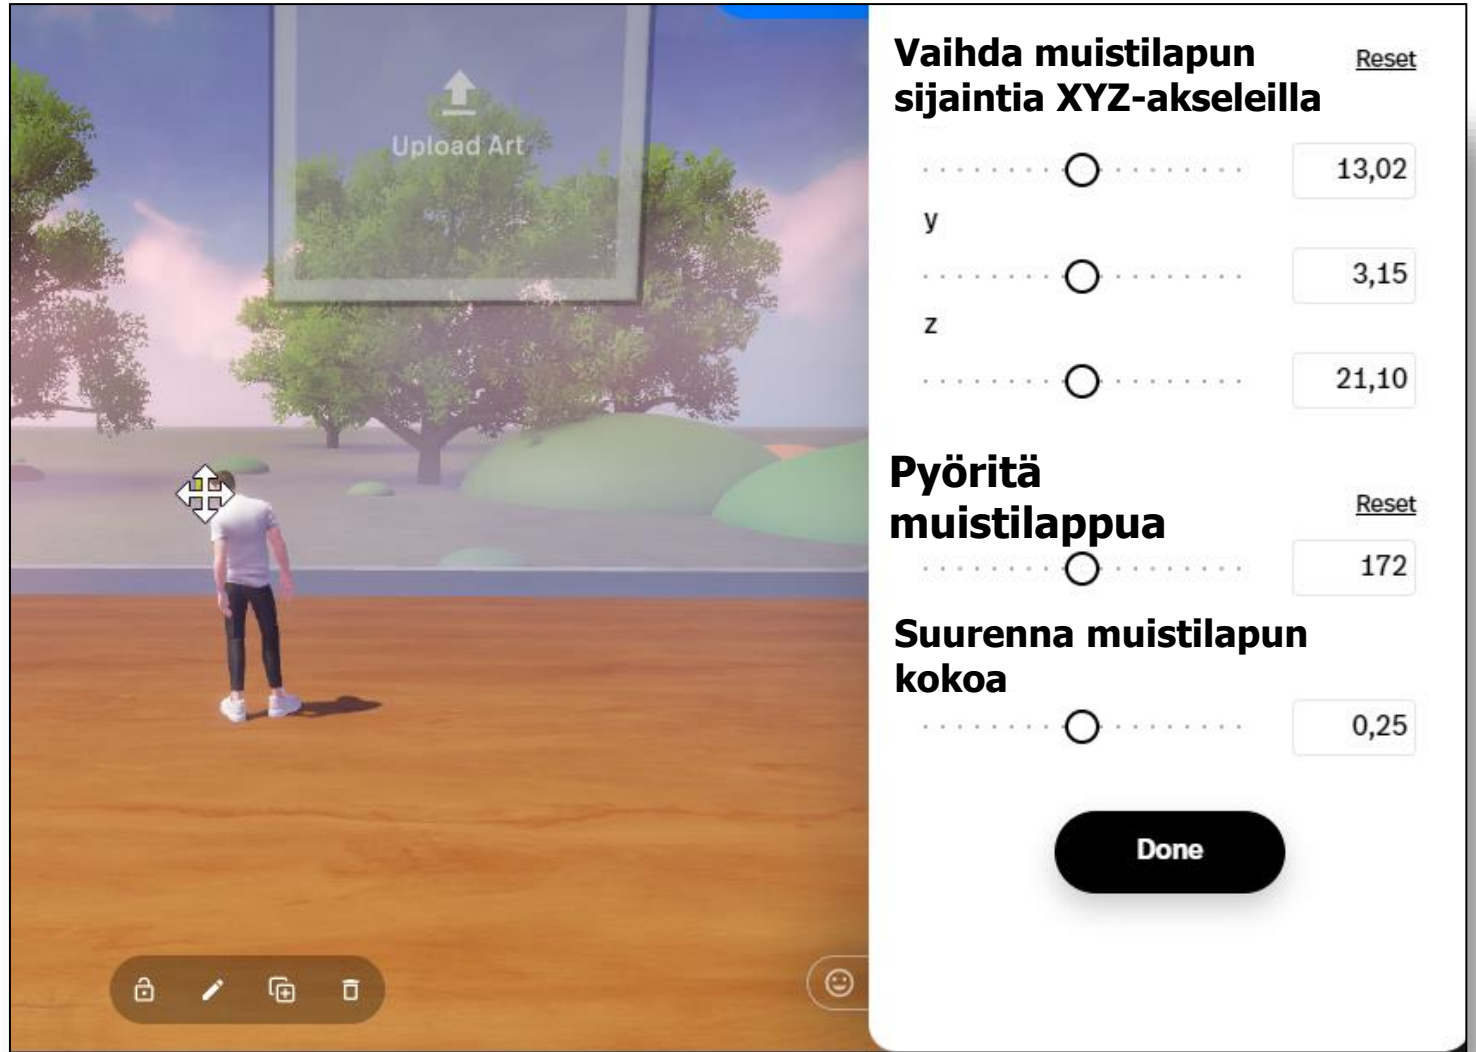 Upload Art
Vaihda muistilapun
sijaintia XYZ-akseleilla
Reset
13,02
y
3,15
z
21,10
Pyöritä
muistilappua
Reset
172
Suurenna muistilapun
kokoa
0,25
Done